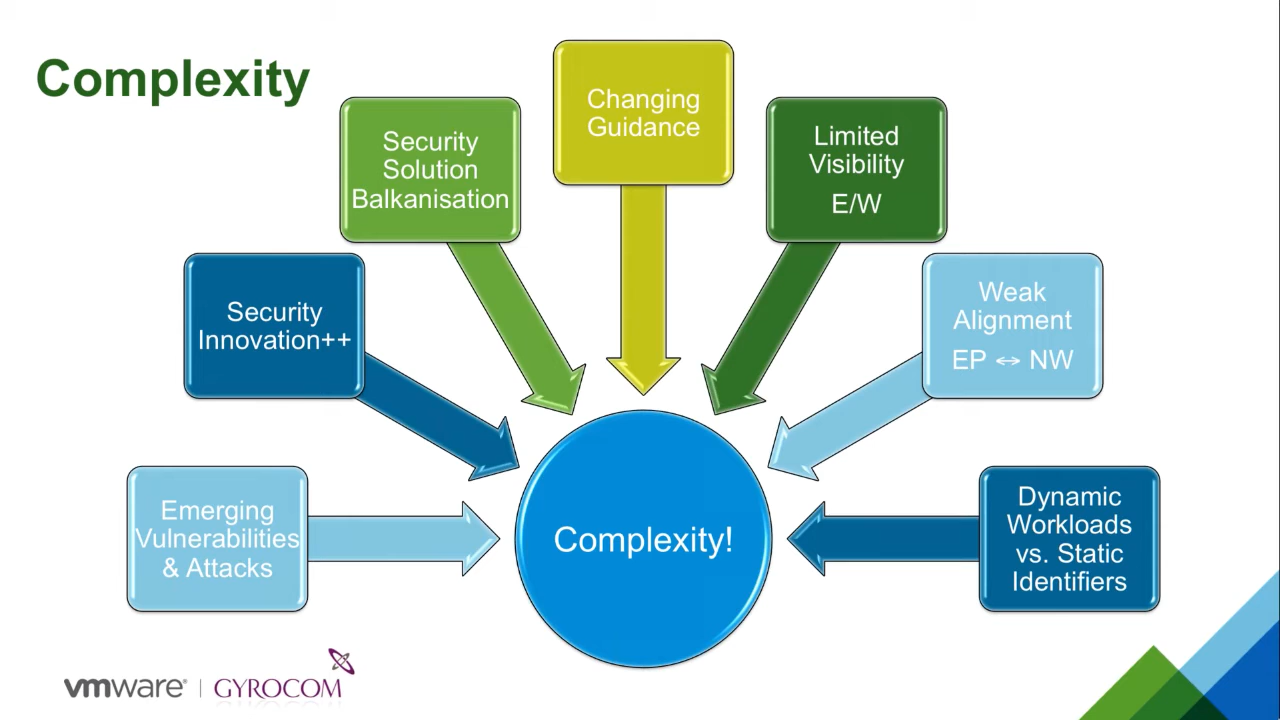 Complexity
Changing
Guidance
Security
Solution
Balkanisation
Limited
Visibility
E/W
Security
Innovation++
Weak
Alignment
EP ↔ NW
Emerging
Vulnerabilities
& Attacks
Complexity!
Dynamic
Workloads
vs. Static
Identifiers
vmware® | GYROCOM